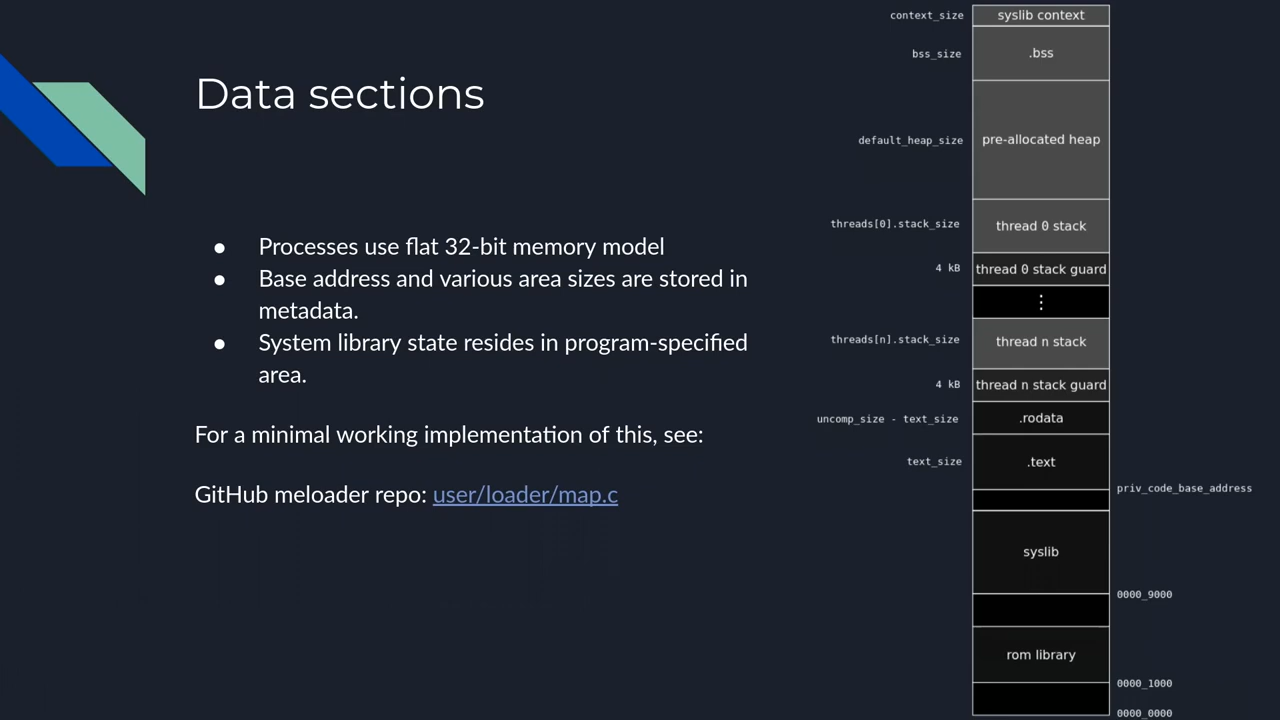 Data sections
● Processes use flat 32-bit memory model
● Base address and various area sizes are stored in
metadata.
● System library state resides in program-specified
area.
For a minimal working implementation of this, see:
GitHub meloader repo: user/loader/map.c
context_size syslib context
bss_size .bss
default_heap_size pre-allocated heap
threads[0].stack_size thread 0 stack
4 kB thread 0 stack guard
⋮
threads[n].stack_size thread n stack
4 kB thread n stack guard
uncomp_size - text_size .rodata
text_size .text
priv_code_base_address
syslib
0000_9000
rom library
0000_1000
0000_0000